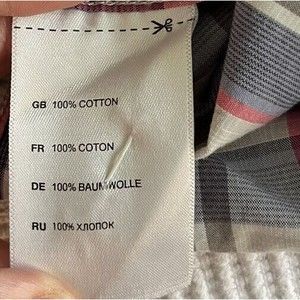 GB 100% COTTON
FR 100% COTON
DE 100% BAUMWOLLE
RU 100% ХЛОПОК